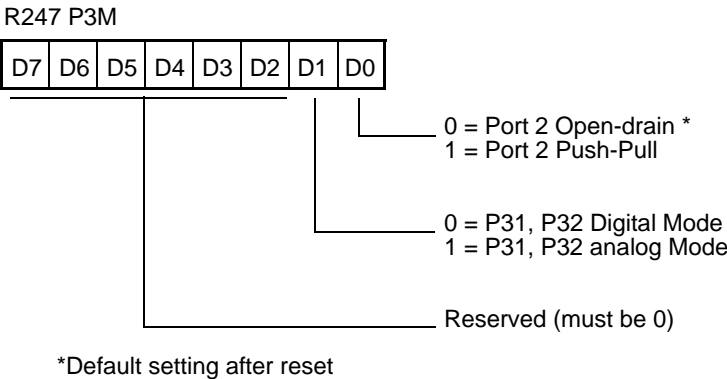 R247 P3M
D7 D6 D5 D4 D3 D2 D1 D0
0 = Port 2 Open-drain *
1 = Port 2 Push-Pull
0 = P31, P32 Digital Mode
1 = P31, P32 analog Mode
Reserved (must be 0)
*Default setting after reset